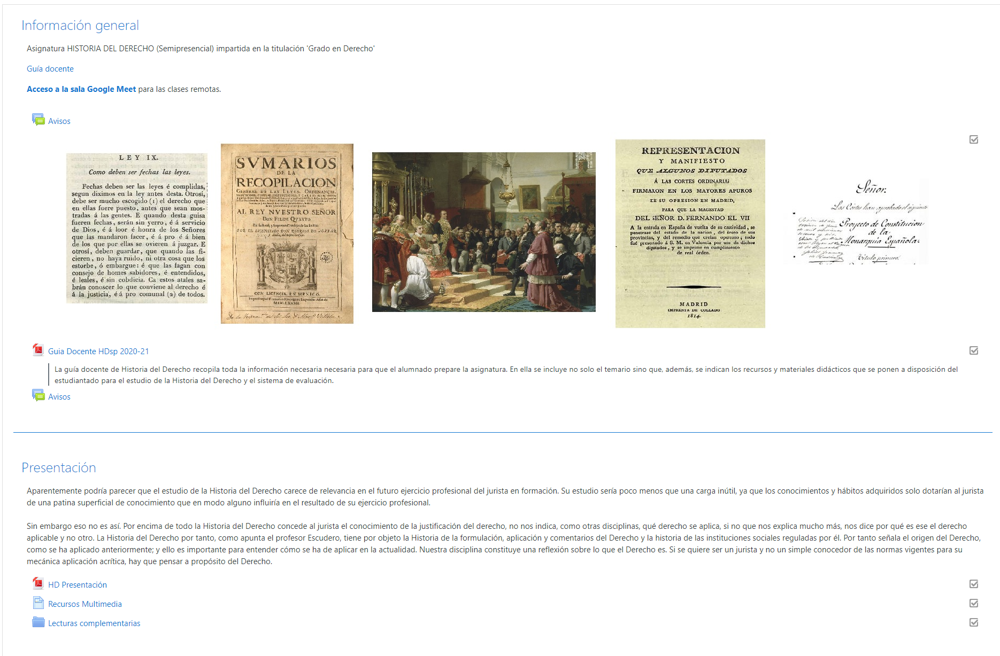 Información general
Asignatura HISTORIA DEL DERECHO (Semipresencial) impartida en la titulación 'Grado en Derecho'
Guía docente
Acceso a la sala Google Meet para las clases remotas.
Avisos
LEY IX.
Como deben ser fechas las leyes.
Fechas deben ser las leyes é complidas,
segun diximos en la ley antes desta. Otrosí,
debe ser mucho escogido (1) el derecho que
en ellas fuere puesto, antes que sean mos-
tradas á las gentes. E quando desta guisa
fueren fechas, serán sin yerro, é á servicio
de Dios, é á loor é honra de los Señores
que las mandaron facer, é á pro é á bien
de los que por ellas se ovieren á juzgar. E
otrosí, deben guardar, que quando las fi-
cieren, no haya ruido, ni otra cosa que los
estorbe, ó embargue: é que las fagan con
consejo de homes sabidores, é entendidos,
é leales, é sin cobdicia. Ca estos atales sa-
brán conocer lo que conviene al derecho é
á la justicia, é á pro comunal (2) de todos.
SVMARIOS
DE LA
RECOPILACION
GENERAL DE LAS LEYES, ORDENANÇAS,
AL REY NVESTRO SEÑOR
DON FELIPE QVARTO
CON LICENCIA, EN MEXICO.
REPRESENTACION
Y MANIFIESTO
QUE ALGUNOS DIPUTADOS
Á LAS CORTES ORDINARIAS
FIRMARON EN LOS MAYORES APUROS
DE SU OPRESION EN MADRID,
PARA QUE LA MAGESTAD
DEL SEÑOR D. FERNANDO EL VII
A la entrada en España de vuelta de su cautividad, se
penetrase del estado de la nacion, del deseo de sus
provincias, y del remedio que creian oportuno; todo
fué presentado á S. M. en Valencia por uno de dichos
diputados, y se imprime en cumplimiento
de real órden.
MADRID
IMPRENTA DE COLLADO
1814.
Señor.
Las Córtes han aprobado el siguiente
Proyecto de Constitucion
de la
Monarquia Española.
Titulo primero.
Guia Docente HDsp 2020-21
La guía docente de Historia del Derecho recopila toda la información necesaria necesaria para que el alumnado prepare la asignatura. En ella se incluye no solo el temario sino que, además, se indican los recursos y materiales didácticos que se ponen a disposición del
estudiantado para el estudio de la Historia del Derecho y el sistema de evaluación.
Avisos
Presentación
Aparentemente podría parecer que el estudio de la Historia del Derecho carece de relevancia en el futuro ejercicio profesional del jurista en formación. Su estudio sería poco menos que una carga inútil, ya que los conocimientos y hábitos adquiridos solo dotarían al jurista
de una patina superficial de conocimiento que en modo alguno influiría en el resultado de su ejercicio profesional.
Sin embargo eso no es así. Por encima de todo la Historia del Derecho concede al jurista el conocimiento de la justificación del derecho, no nos indica, como otras disciplinas, qué derecho se aplica, si no que nos explica mucho más, nos dice por qué es ese el derecho
aplicable y no otro. La Historia del Derecho por tanto, como apunta el profesor Escudero, tiene por objeto la Historia de la formulación, aplicación y comentarios del Derecho y la historia de las instituciones sociales reguladas por él. Por tanto señala el origen del Derecho,
como se ha aplicado anteriormente; y ello es importante para entender cómo se ha de aplicar en la actualidad. Nuestra disciplina constituye una reflexión sobre lo que el Derecho es. Si se quiere ser un jurista y no un simple conocedor de las normas vigentes para su
mecánica aplicación acrítica, hay que pensar a propósito del Derecho.
HD Presentación
Recursos Multimedia
Lecturas complementarias